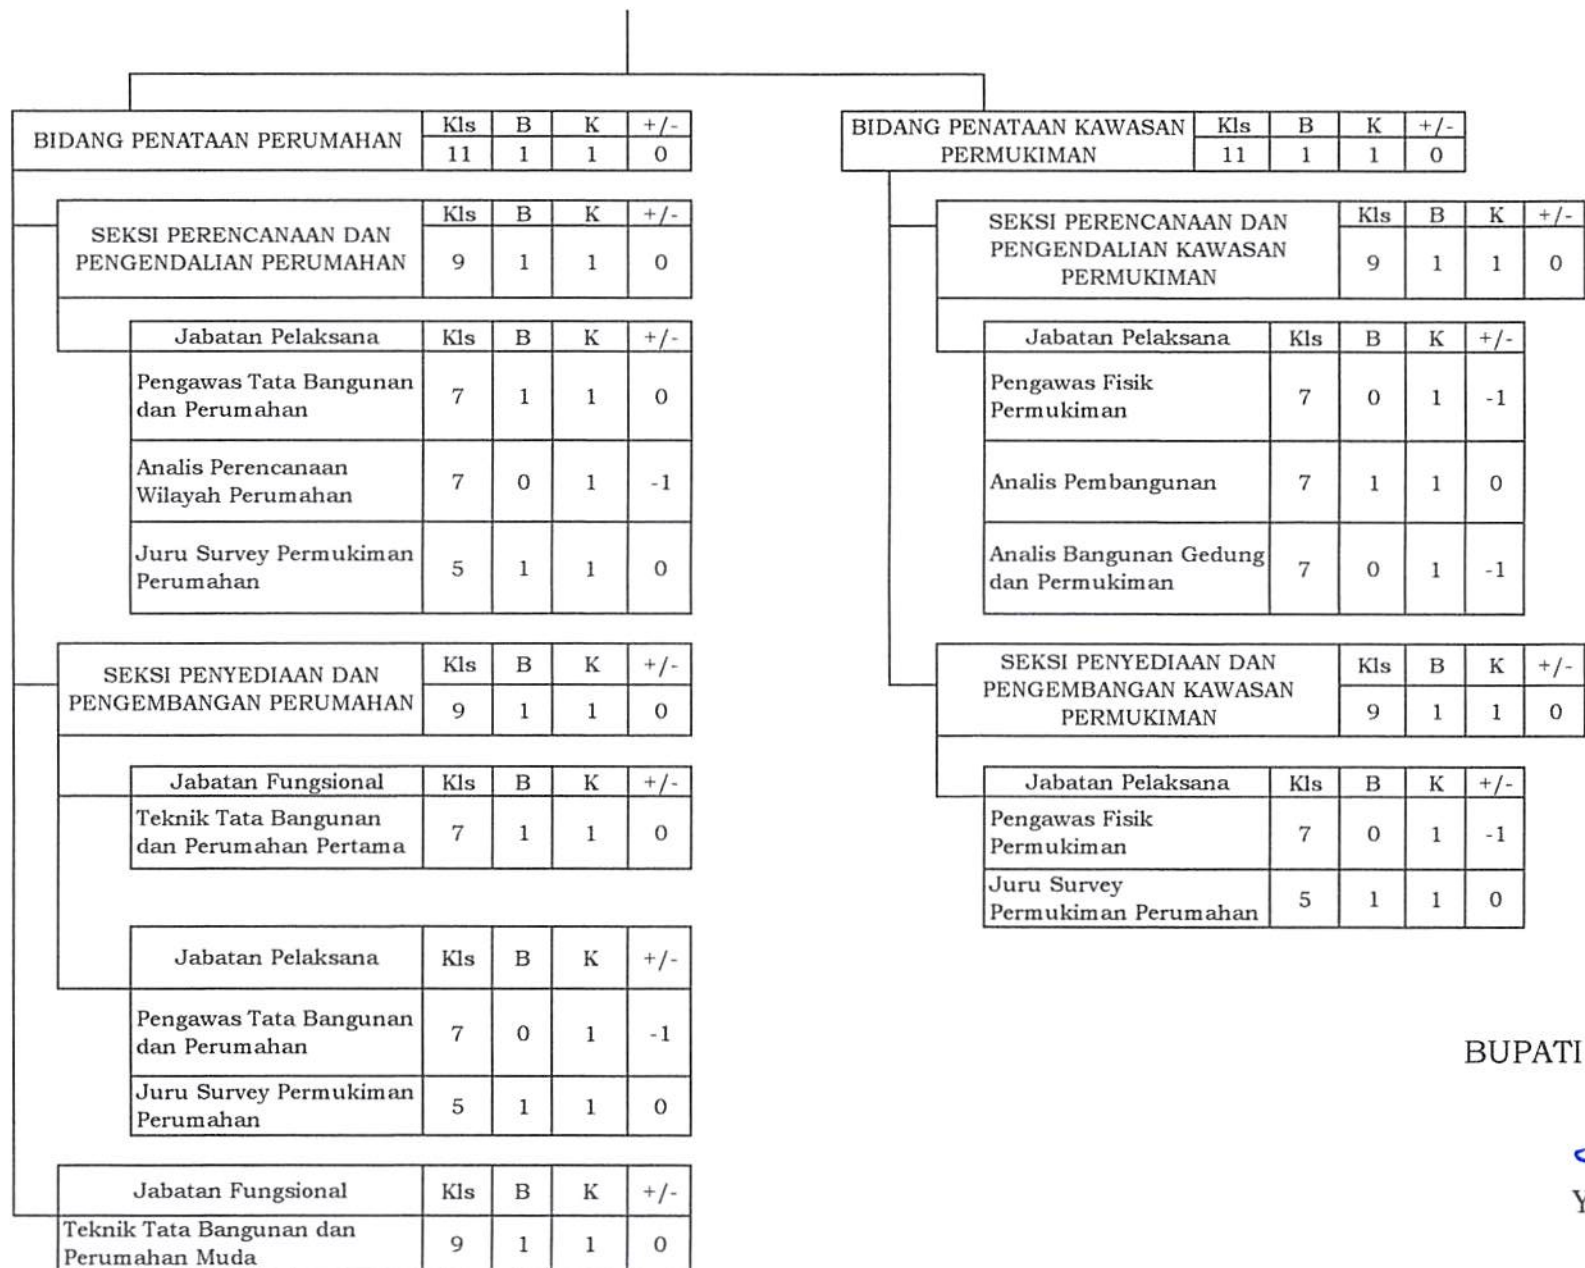 BIDANG PENATAAN PERUMAHAN Kls B K +/-
11 1 1 0
SEKSI PERENCANAAN DAN
PENGENDALIAN PERUMAHAN Kls B K +/-
9 1 1 0
Jabatan Pelaksana Kls B K +/-
Pengawas Tata Bangunan
dan Perumahan 7 1 1 0
Analis Perencanaan
Wilayah Perumahan 7 0 1 -1
Juru Survey Permukiman
Perumahan 5 1 1 0
SEKSI PENYEDIAAN DAN
PENGEMBANGAN PERUMAHAN Kls B K +/-
9 1 1 0
Jabatan Fungsional Kls B K +/-
Teknik Tata Bangunan
dan Perumahan Pertama 7 1 1 0
Jabatan Pelaksana Kls B K +/-
Pengawas Tata Bangunan
dan Perumahan 7 0 1 -1
Juru Survey Permukiman
Perumahan 5 1 1 0
Jabatan Fungsional Kls B K +/-
Teknik Tata Bangunan dan
Perumahan Muda 9 1 1 0
BIDANG PENATAAN KAWASAN
PERMUKIMAN Kls B K +/-
11 1 1 0
SEKSI PERENCANAAN DAN
PENGENDALIAN KAWASAN
PERMUKIMAN Kls B K +/-
9 1 1 0
Jabatan Pelaksana Kls B K +/-
Pengawas Fisik
Permukiman 7 0 1 -1
Analis Pembangunan 7 1 1 0
Analis Bangunan Gedung
dan Permukiman 7 0 1 -1
SEKSI PENYEDIAAN DAN
PENGEMBANGAN KAWASAN
PERMUKIMAN Kls B K +/-
9 1 1 0
Jabatan Pelaksana Kls B K +/-
Pengawas Fisik
Permukiman 7 0 1 -1
Juru Survey
Permukiman Perumahan 5 1 1 0
BUPATI
Y